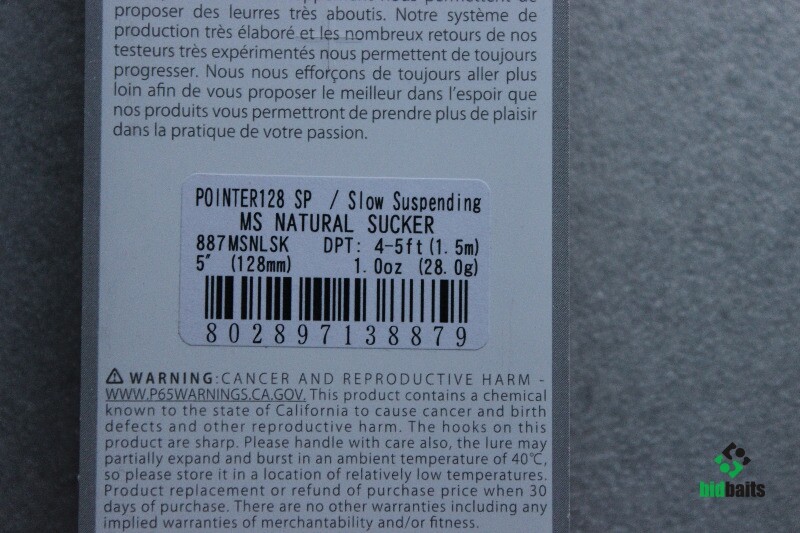 nous permettent de
proposer des leurres très aboutis. Notre système de
production très élaboré et les nombreux retours de nos
testeurs très expérimentés nous permettent de toujours
progresser. Nous nous efforçons de toujours aller plus
loin afin de vous proposer le meilleur dans l'espoir que
nos produits vous permettront de prendre plus de plaisir
dans la pratique de votre passion.
POINTER128 SP / Slow Suspending
MS NATURAL SUCKER
887MSNLSK DPT: 4-5ft(1.5m)
5" (128mm) 1.0oz (28.0g)
802897138879
⚠ WARNING:CANCER AND REPRODUCTIVE HARM -
WWW.P65WARNINGS.CA.GOV. This product contains a chemical
known to the state of California to cause cancer and birth
defects and other reproductive harm. The hooks on this
product are sharp. Please handle with care also, the lure may
partially expand and burst in an ambient temperature of 40℃,
so please store it in a location of relatively low temperatures.
Product replacement or refund of purchase price when 30
days of purchase. There are no other warranties including any
implied warranties of merchantability and/or fitness.
bidbaits